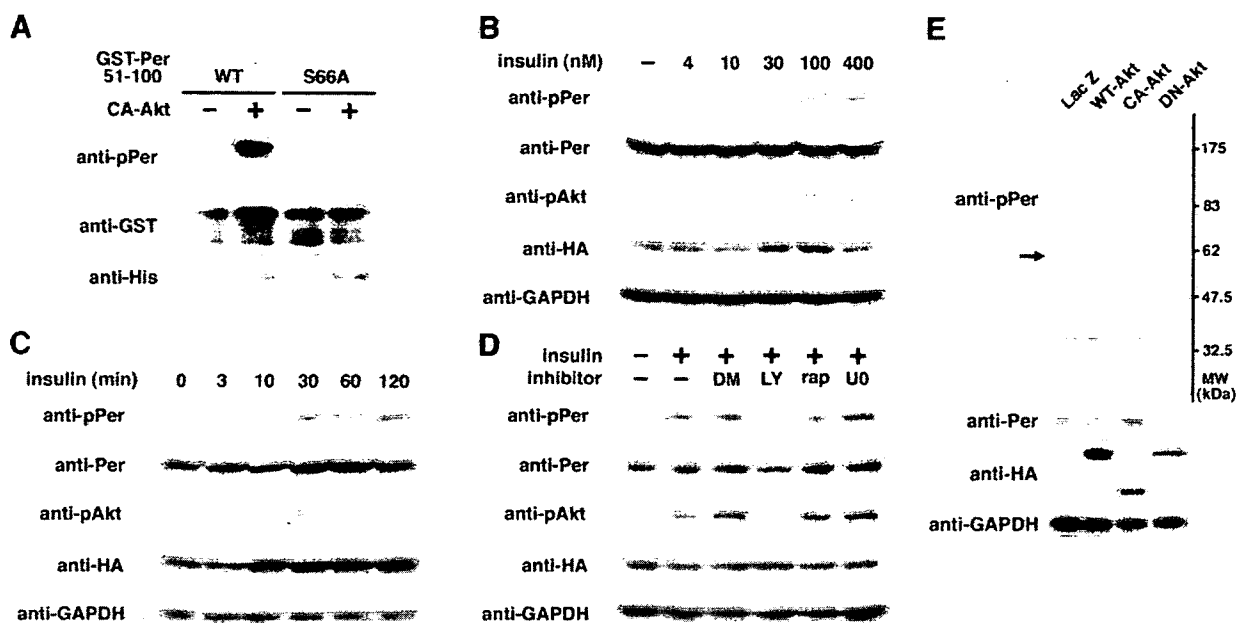 A
GST-Per
51-100
WT S66A
CA-Akt − + − +
anti-pPer
anti-GST
anti-His
B
insulin (nM) − 4 10 30 100 400
anti-pPer
anti-Per
anti-pAkt
anti-HA
anti-GAPDH
C
insulin (min) 0 3 10 30 60 120
anti-pPer
anti-Per
anti-pAkt
anti-HA
anti-GAPDH
D
insulin − + + + + +
inhibitor − − DM LY rap U0
anti-pPer
anti-Per
anti-pAkt
anti-HA
anti-GAPDH
E
Lac Z WT-Akt CA-Akt DN-Akt
175
anti-pPer
83
62
47.5
32.5
MW
(kDa)
anti-Per
anti-HA
anti-GAPDH